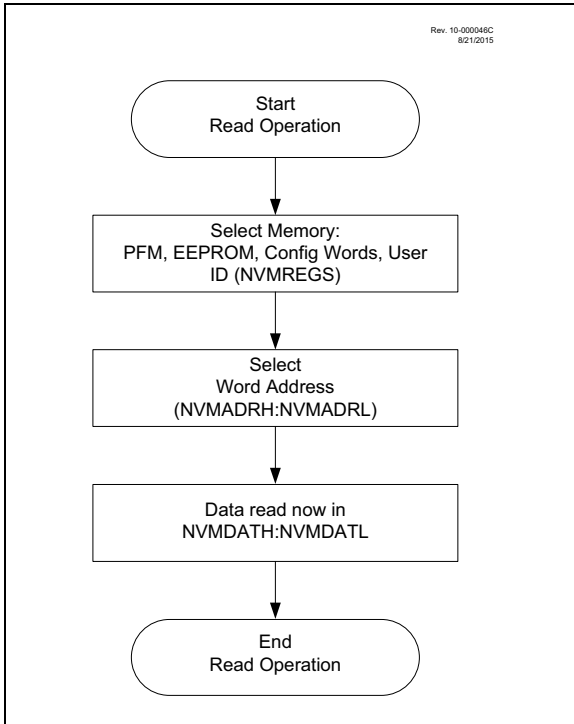 Rev. 10-000046C
8/21/2015
Start
Read Operation
Select Memory:
PFM, EEPROM, Config Words, User
ID (NVMREGS)
Select
Word Address
(NVMADRH:NVMADRL)
Data read now in
NVMDATH:NVMDATL
End
Read Operation